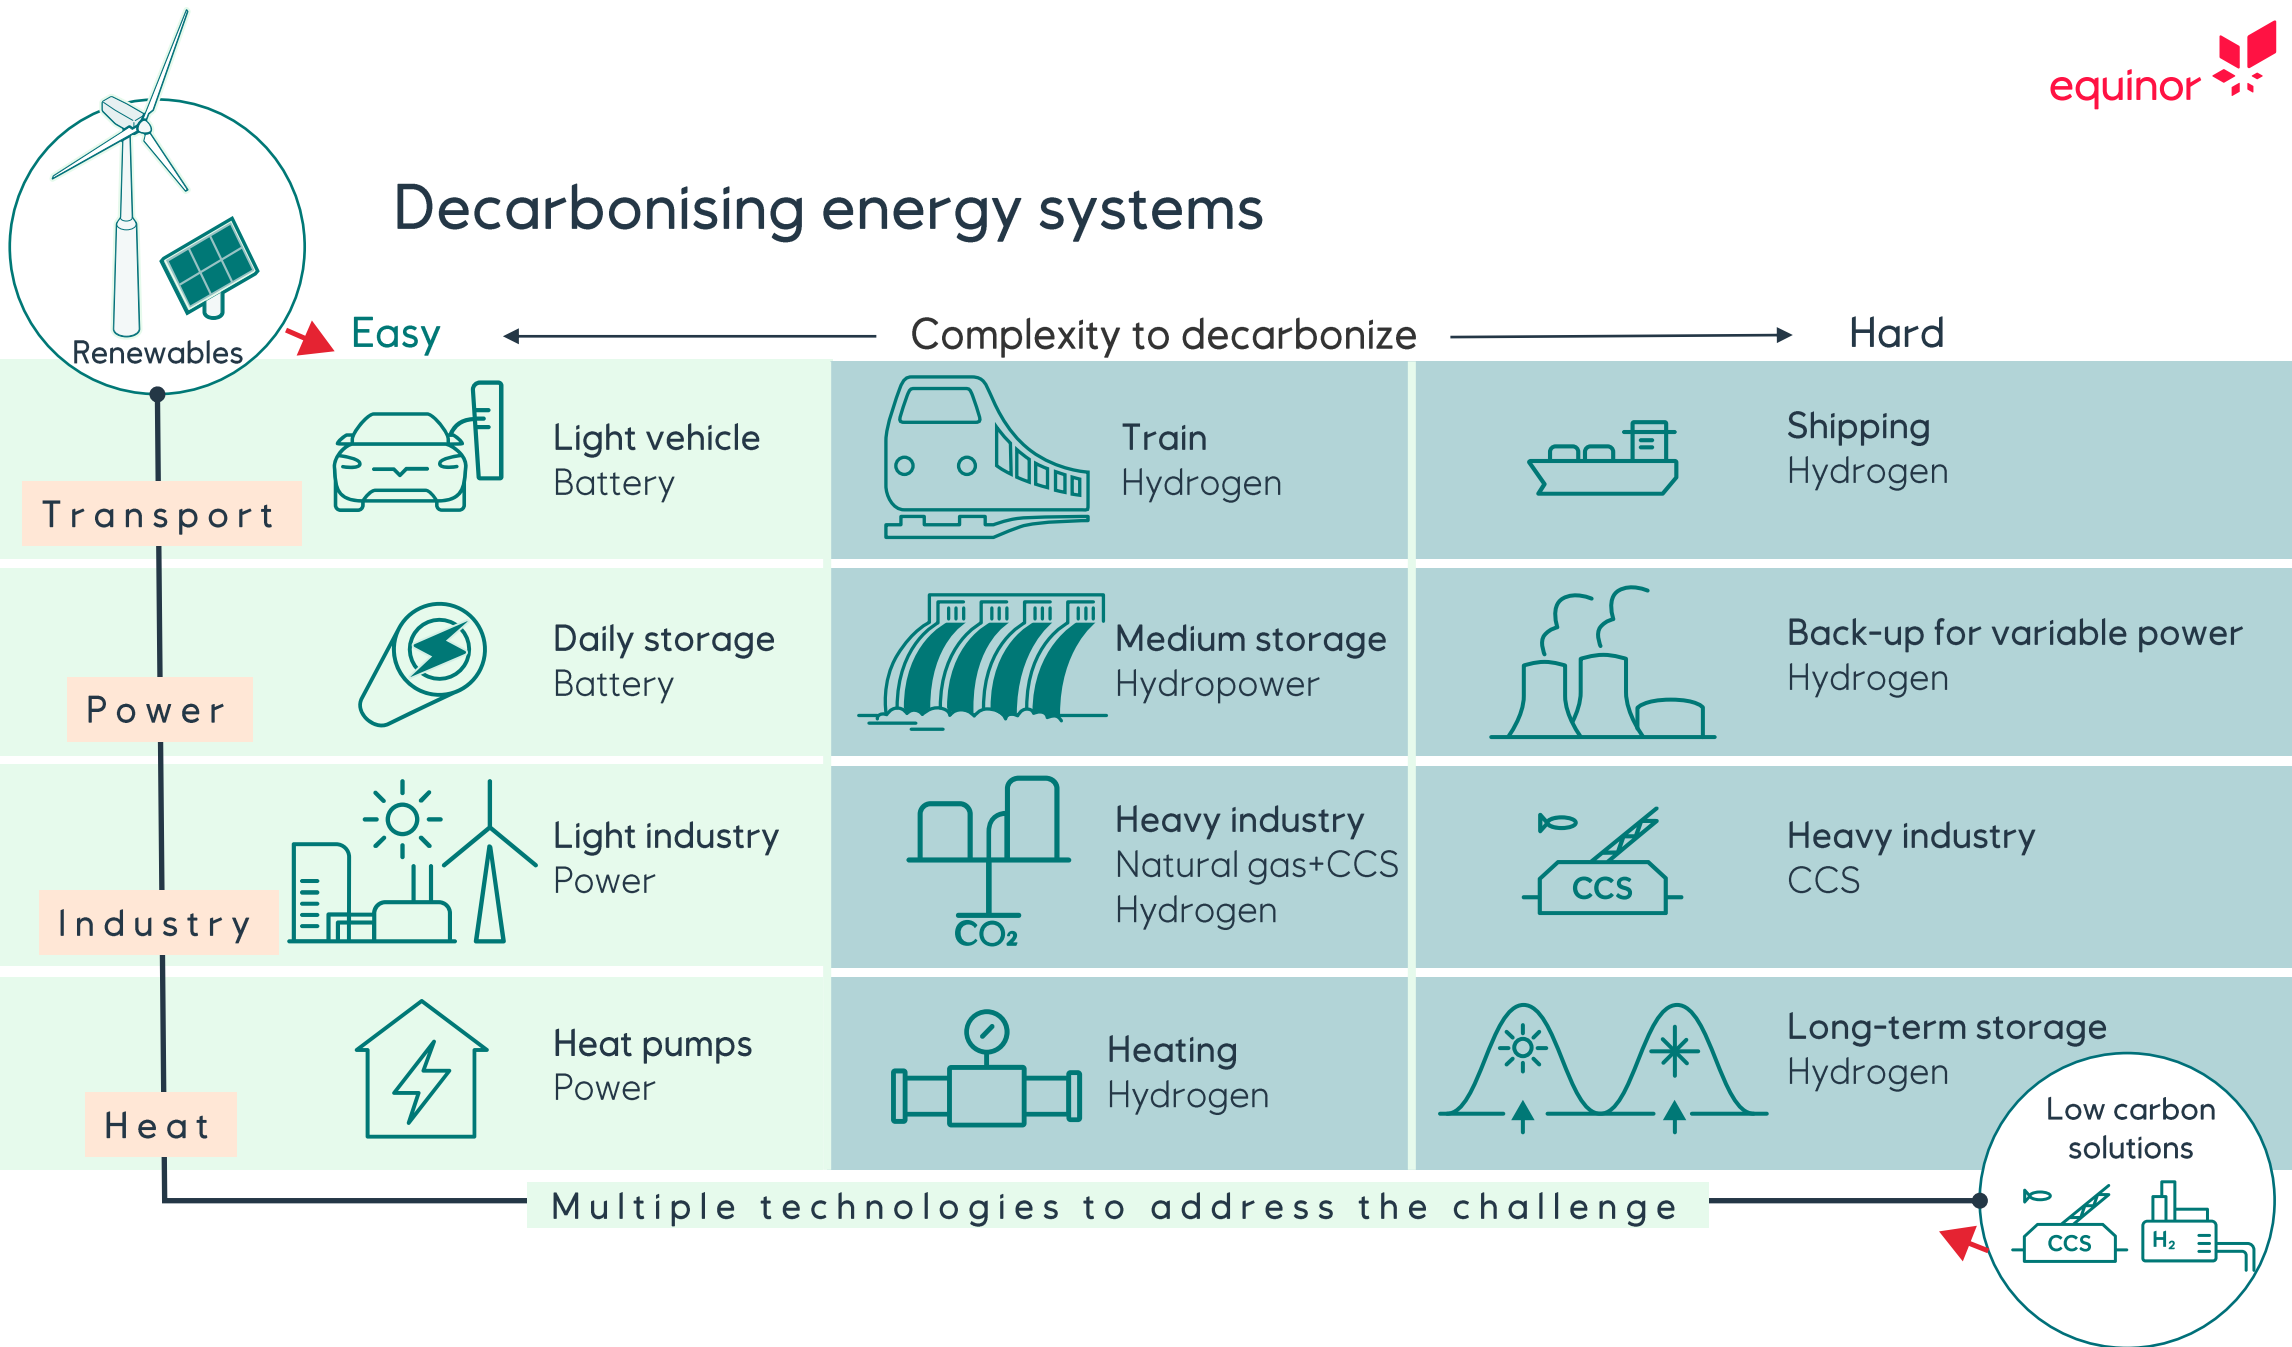 equinor
Decarbonising energy systems
Renewables
Easy
Complexity to decarbonize
Hard
Transport
Light vehicle
Battery
Train
Hydrogen
Shipping
Hydrogen
Power
Daily storage
Battery
Medium storage
Hydropower
Back-up for variable power
Hydrogen
Industry
Light industry
Power
CO₂
Heavy industry
Natural gas+CCS
Hydrogen
CCS
Heavy industry
CCS
Heat
Heat pumps
Power
Heating
Hydrogen
Long-term storage
Hydrogen
Low carbon
solutions
CCS
H₂
Multiple technologies to address the challenge